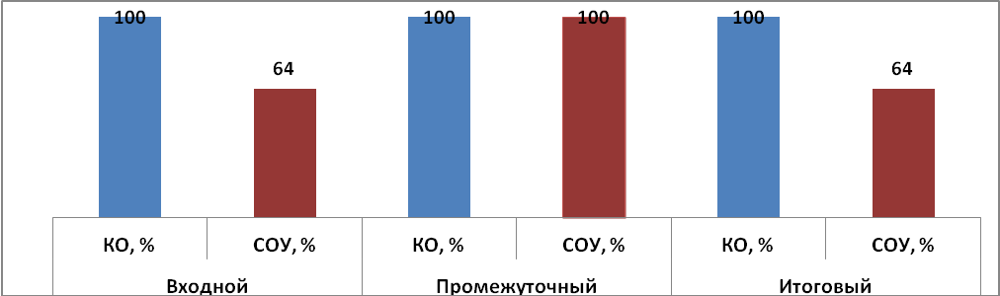 100 100 100 100
64 64
КО, % СОУ, % КО, % СОУ, % КО, % СОУ, %
Входной Промежуточный Итоговый